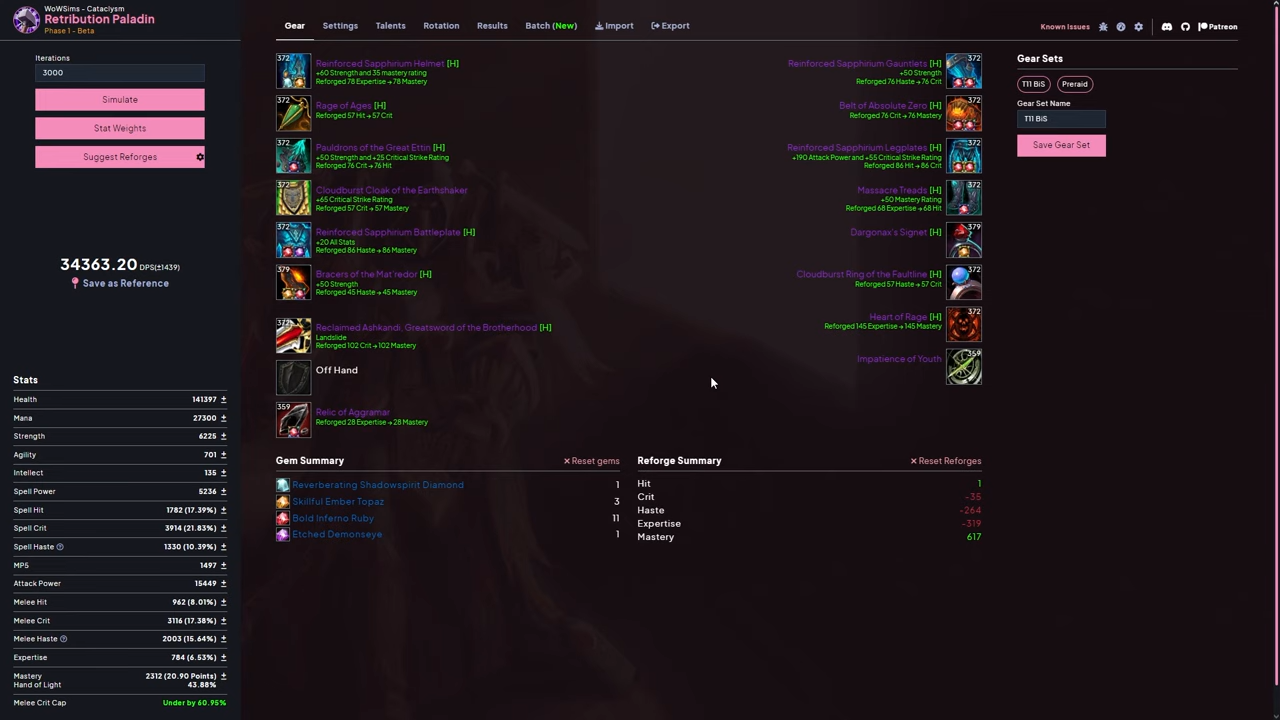 WoWSims - Cataclysm
Retribution Paladin
Phase 1 - Beta
Gear
Settings
Talents
Rotation
Results
Batch (New)
Import
Export
Known Issues
Patreon
Iterations
3000
Simulate
Stat Weights
Suggest Reforges
34363.20 DPS(±1439)
Save as Reference
Stats
Health 141397 ±
Mana 27300 ±
Strength 6225 ±
Agility 701 ±
Intellect 135 ±
Spell Power 5236 ±
Spell Hit 1782 (17.39%) ±
Spell Crit 3914 (21.83%) ±
Spell Haste 1330 (10.39%) ±
MP5 1497 ±
Attack Power 15449 ±
Melee Hit 962 (8.01%) ±
Melee Crit 3116 (17.38%) ±
Melee Haste 2003 (15.64%) ±
Expertise 784 (6.53%) ±
Mastery 2312 (20.90 Points) ±
Hand of Light 43.88%
Melee Crit Cap Under by 60.95%
372
Reinforced Sapphirium Helmet [H]
+60 Strength and 35 mastery rating
Reforged 78 Expertise → 78 Mastery
372
Rage of Ages [H]
Reforged 57 Hit → 57 Crit
372
Pauldrons of the Great Ettin [H]
+50 Strength and +25 Critical Strike Rating
Reforged 76 Crit → 76 Hit
372
Cloudburst Cloak of the Earthshaker
+65 Critical Strike Rating
Reforged 57 Crit → 57 Mastery
372
Reinforced Sapphirium Battleplate [H]
+20 All Stats
Reforged 86 Haste → 86 Mastery
379
Bracers of the Mat'redor [H]
+50 Strength
Reforged 45 Haste → 45 Mastery
372
Reclaimed Ashkandi, Greatsword of the Brotherhood [H]
Landslide
Reforged 102 Crit → 102 Mastery
Off Hand
359
Relic of Aggramar
Reforged 28 Expertise → 28 Mastery
Reinforced Sapphirium Gauntlets [H]
372
+50 Strength
Reforged 76 Haste → 76 Crit
Belt of Absolute Zero [H]
372
Reforged 76 Crit → 76 Mastery
Reinforced Sapphirium Legplates [H]
372
+190 Attack Power and +55 Critical Strike Rating
Reforged 86 Hit → 86 Crit
Massacre Treads [H]
372
+50 Mastery Rating
Reforged 68 Expertise → 68 Hit
Dargonax's Signet [H]
379
Cloudburst Ring of the Faultline [H]
372
Reforged 57 Haste → 57 Crit
Heart of Rage [H]
372
Reforged 145 Expertise → 145 Mastery
Impatience of Youth
359
Gem Summary
Reset gems
Reverberating Shadowspirit Diamond 1
Skillful Ember Topaz 3
Bold Inferno Ruby 11
Etched Demonseye 1
Reforge Summary
Reset Reforges
Hit 1
Crit -35
Haste -264
Expertise -319
Mastery 617
Gear Sets
T11 BiS
Preraid
Gear Set Name
T11 BiS
Save Gear Set